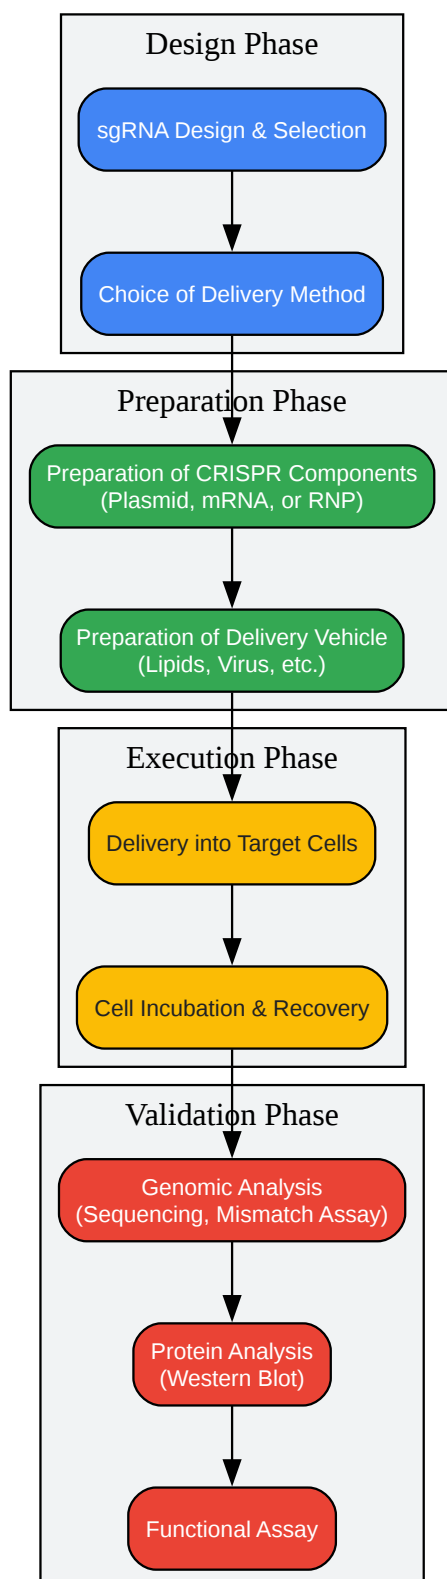 Design Phase
sgRNA Design & Selection
Choice of Delivery Method
Preparation Phase
Preparation of CRISPR Components
(Plasmid, mRNA, or RNP)
Preparation of Delivery Vehicle
(Lipids, Virus, etc.)
Execution Phase
Delivery into Target Cells
Cell Incubation & Recovery
Validation Phase
Genomic Analysis
(Sequencing, Mismatch Assay)
Protein Analysis
(Western Blot)
Functional Assay